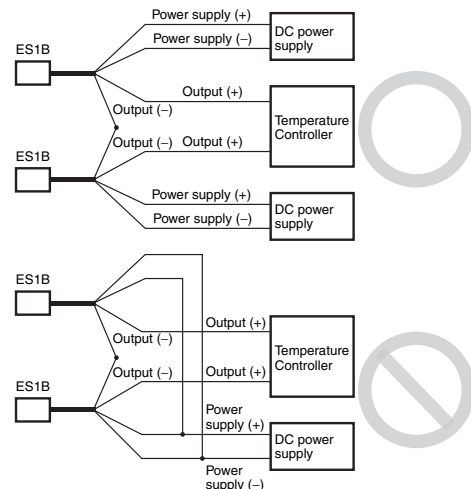 Power supply (+)
Power supply (−)
DC power
supply
ES1B
Output (+)
Output (−)
Temperature
Controller
Output (−)
Output (+)
ES1B
Power supply (+)
Power supply (−)
DC power
supply
ES1B
Output (+)
Output (−)
Temperature
Controller
Output (−)
Output (+)
ES1B
Power
supply (+)
DC power
supply
Power
supply (−)